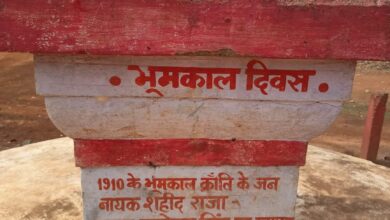 • भूमकाल दिवस •
1910 के भूमकाल क्राँति के जन
नायक शहीद राजा